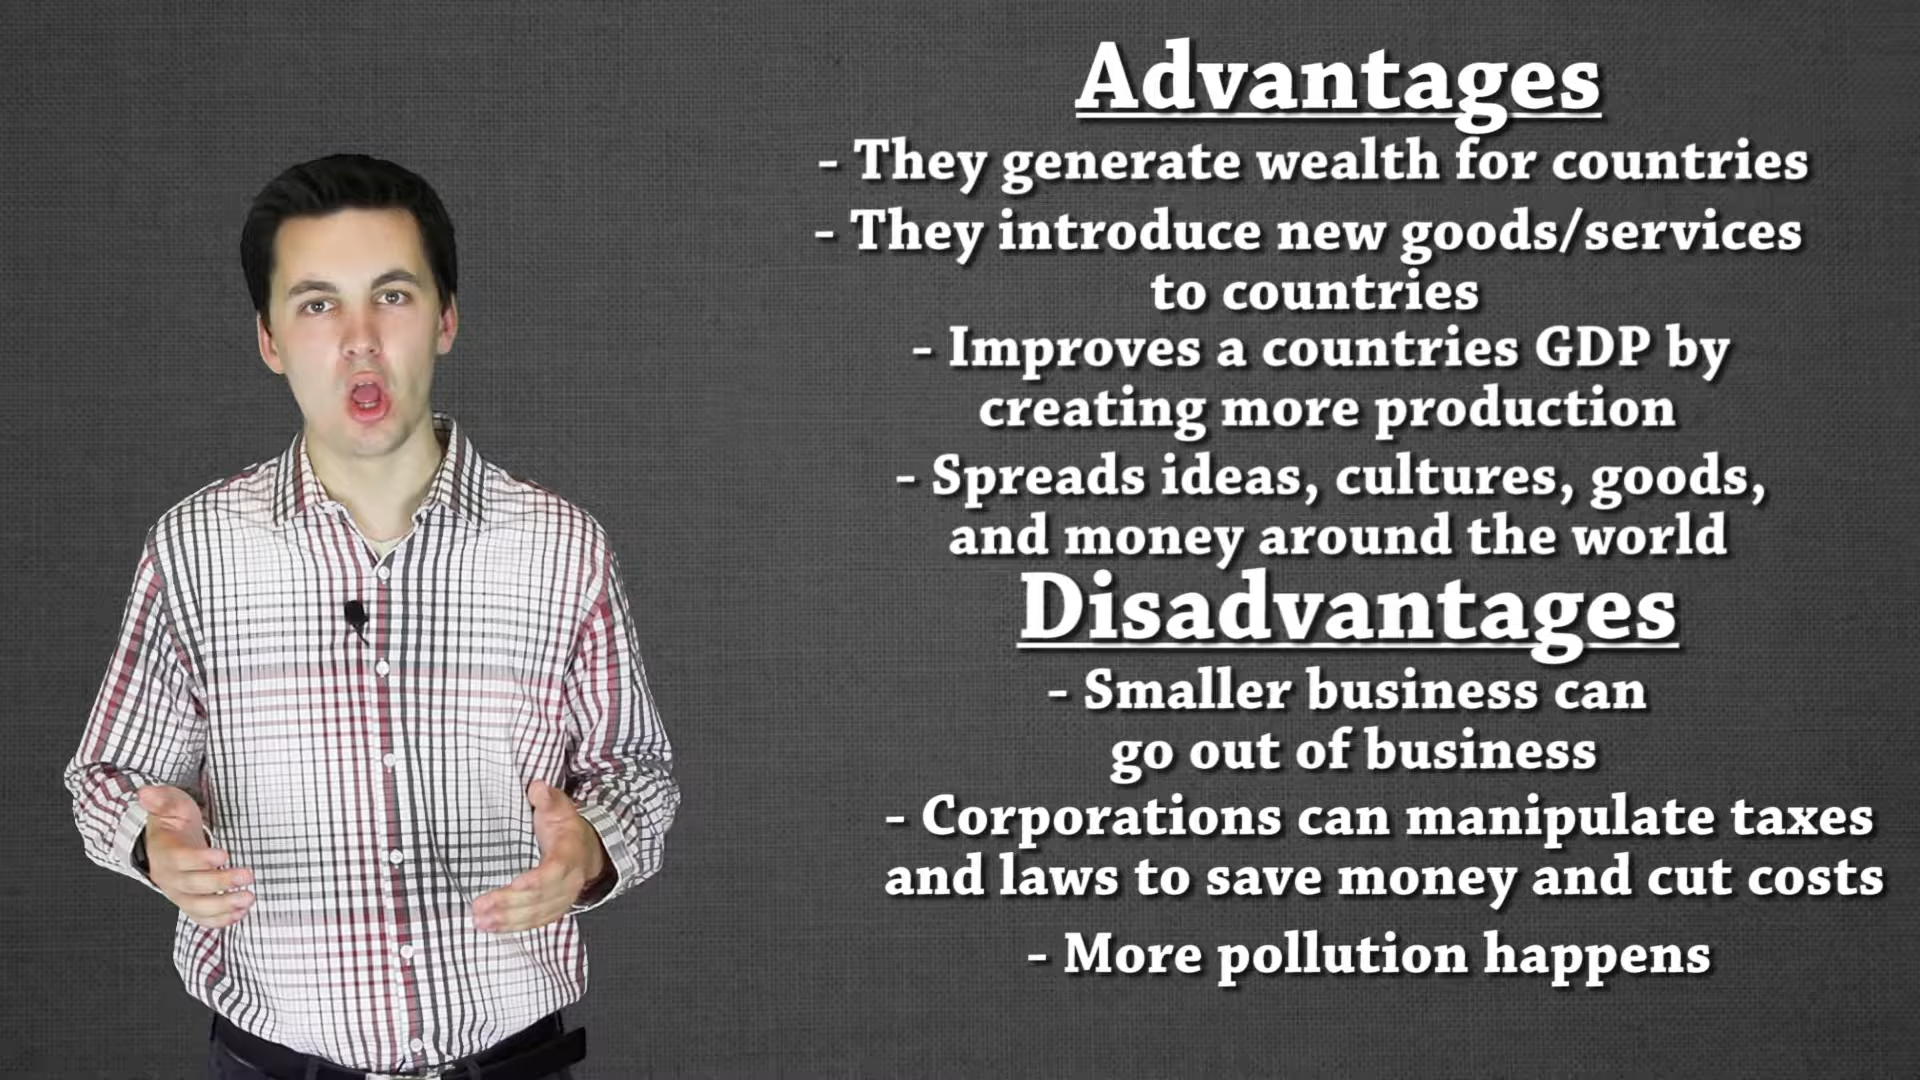 Advantages
- They generate wealth for countries
- They introduce new goods/services
to countries
- Improves a countries GDP by
creating more production
- Spreads ideas, cultures, goods,
and money around the world
Disadvantages
- Smaller business can
go out of business
- Corporations can manipulate taxes
and laws to save money and cut costs
- More pollution happens